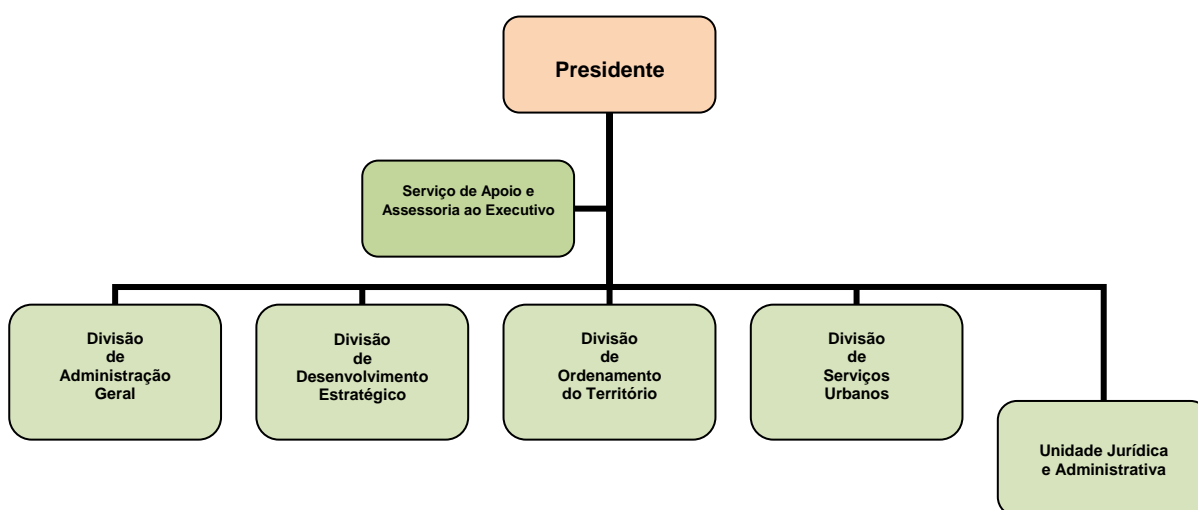 Presidente
Serviço de Apoio e
Assessoria ao Executivo
Divisão
de
Administração
Geral
Divisão
de
Desenvolvimento
Estratégico
Divisão
de
Ordenamento
do Território
Divisão
de
Serviços
Urbanos
Unidade Jurídica
e Administrativa